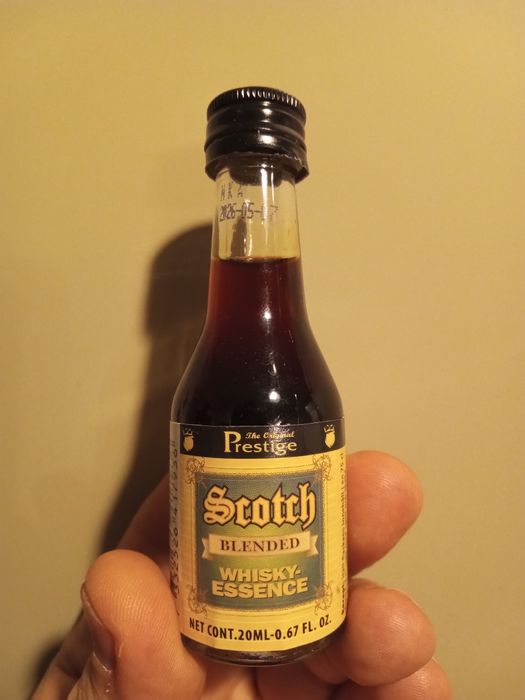 The Original
Prestige
Scotch
BLENDED
WHISKY-
ESSENCE
NET CONT.20ML-0.67 FL. OZ.